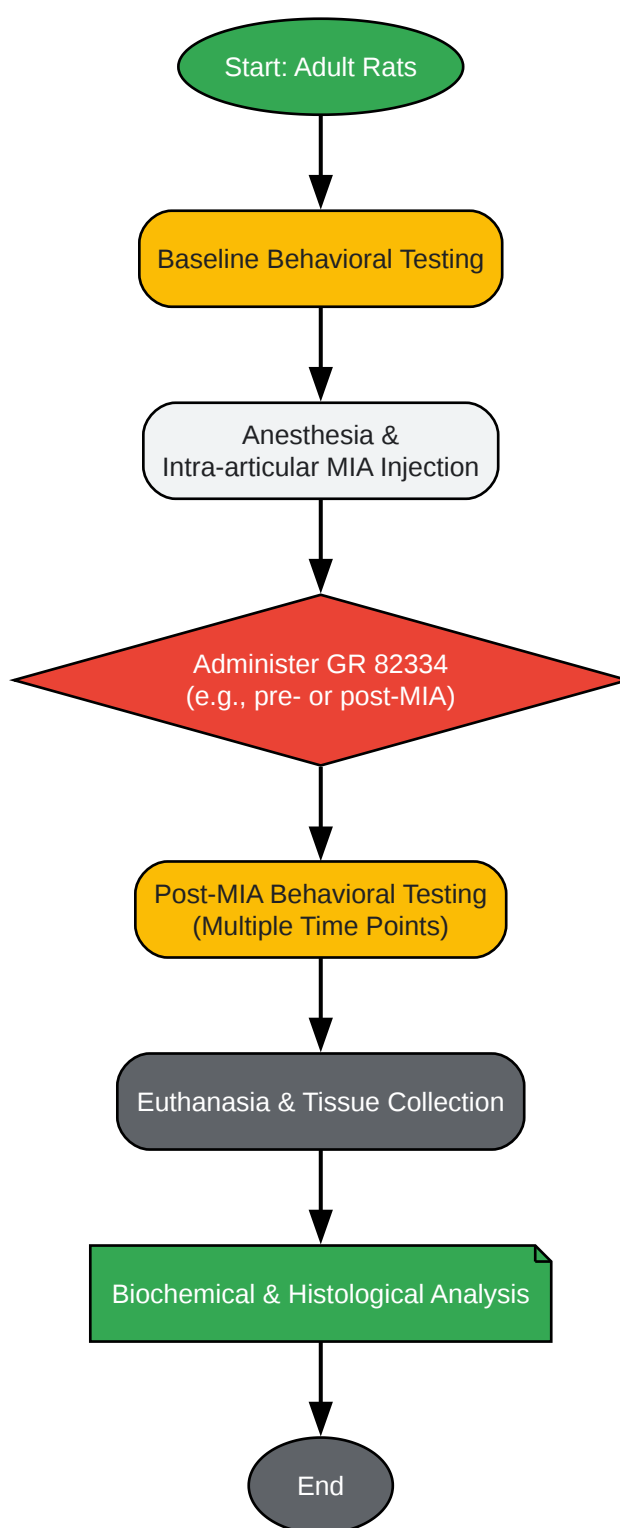 Start: Adult Rats
Baseline Behavioral Testing
Anesthesia &
Intra-articular MIA Injection
Administer GR 82334
(e.g., pre- or post-MIA)
Post-MIA Behavioral Testing
(Multiple Time Points)
Euthanasia & Tissue Collection
Biochemical & Histological Analysis
End